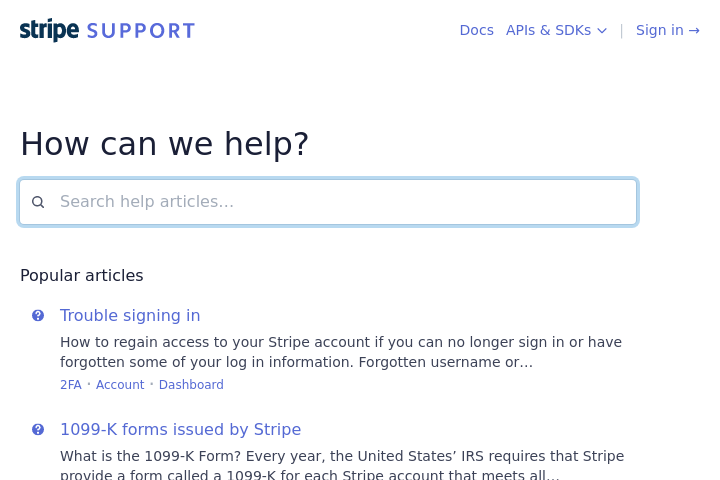 stripe SUPPORT
Docs APIs & SDKs | Sign in →
How can we help?
Search help articles…
Popular articles
Trouble signing in
How to regain access to your Stripe account if you can no longer sign in or have
forgotten some of your log in information. Forgotten username or…
2FA • Account • Dashboard
1099-K forms issued by Stripe
What is the 1099-K Form? Every year, the United States’ IRS requires that Stripe
provide a form called a 1099-K for each Stripe account that meets all…